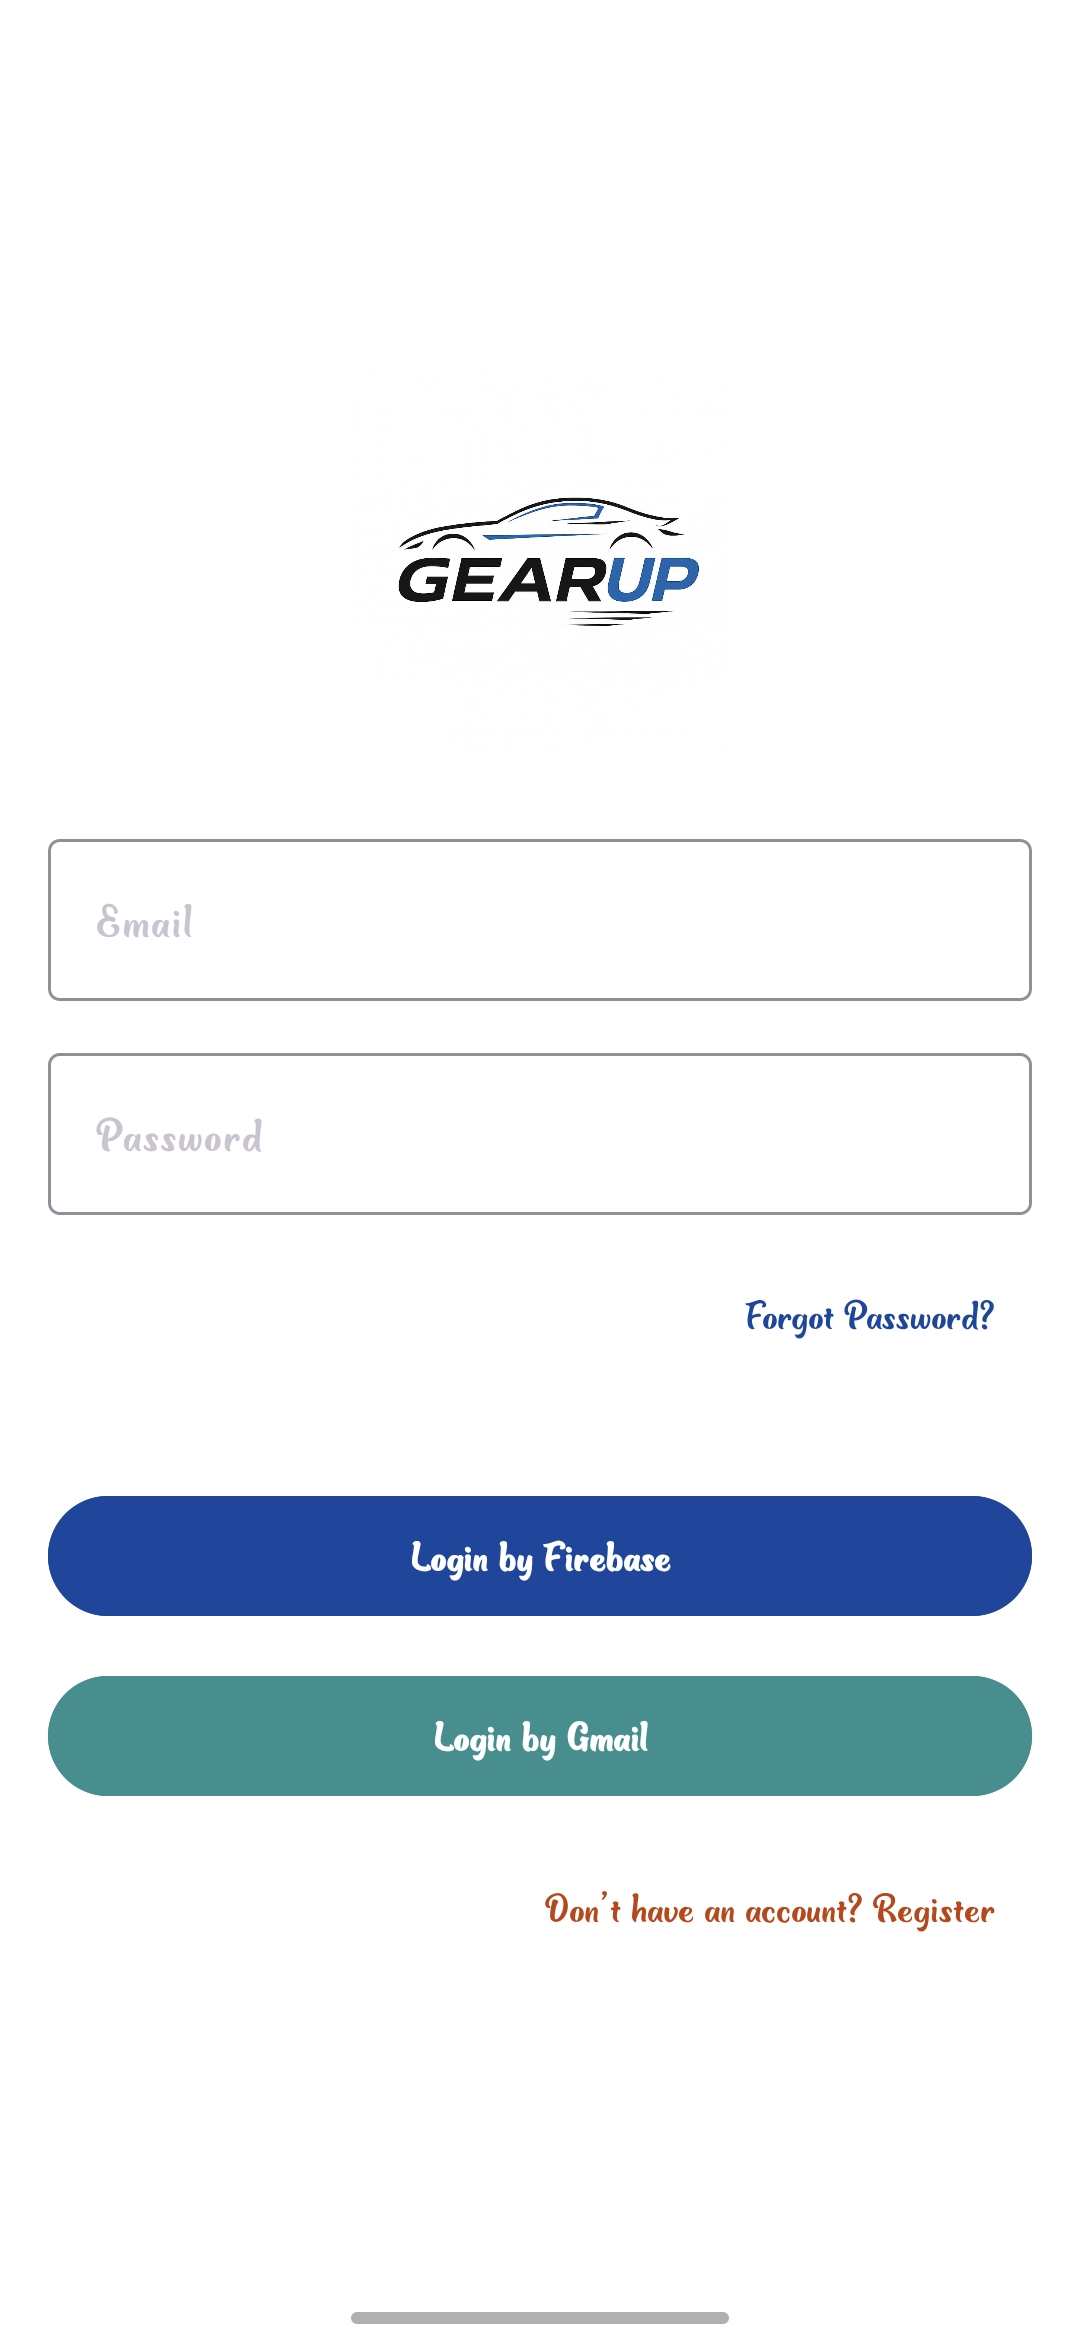 GEARUP
Email
Password
Forgot Password?
Login by Firebase
Login by Gmail
Don't have an account? Register